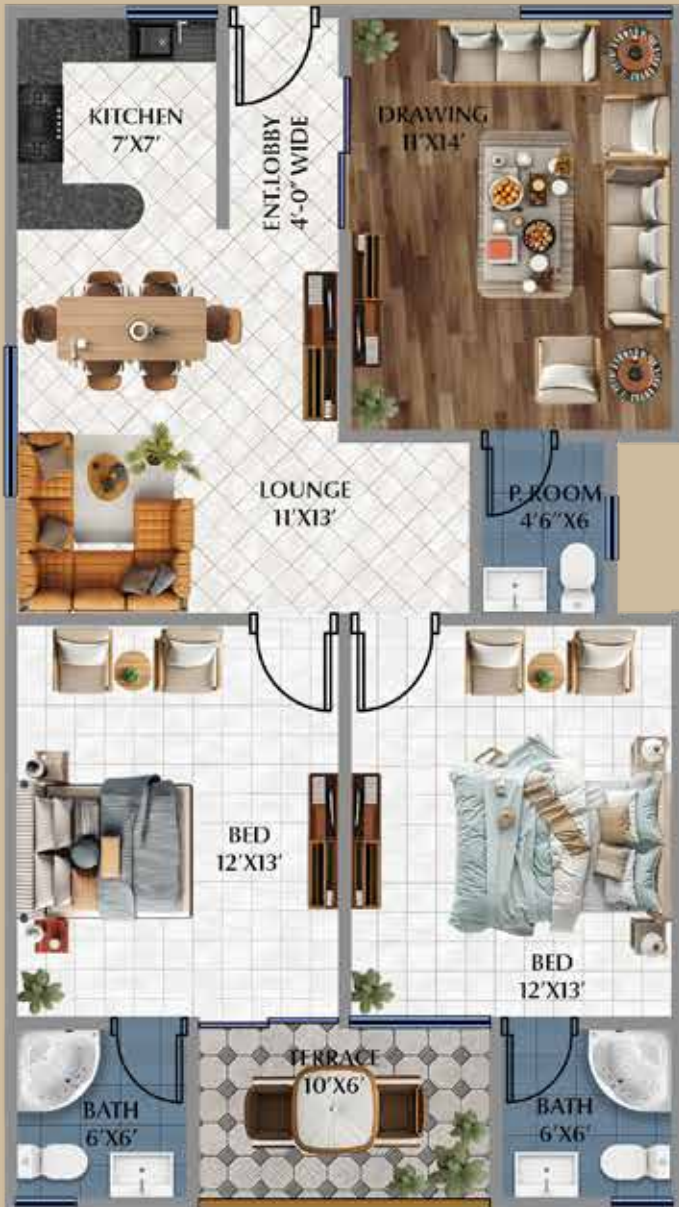 KITCHEN
7'X7'
ENT.LOBBY
4'-0" WIDE
DRAWING
11'X14'
LOUNGE
11'X13'
P. ROOM
4'6"X6
BED
12'X13'
BED
12'X13'
TERRACE
10'X6'
BATH
6'X6'
BATH
6'X6'